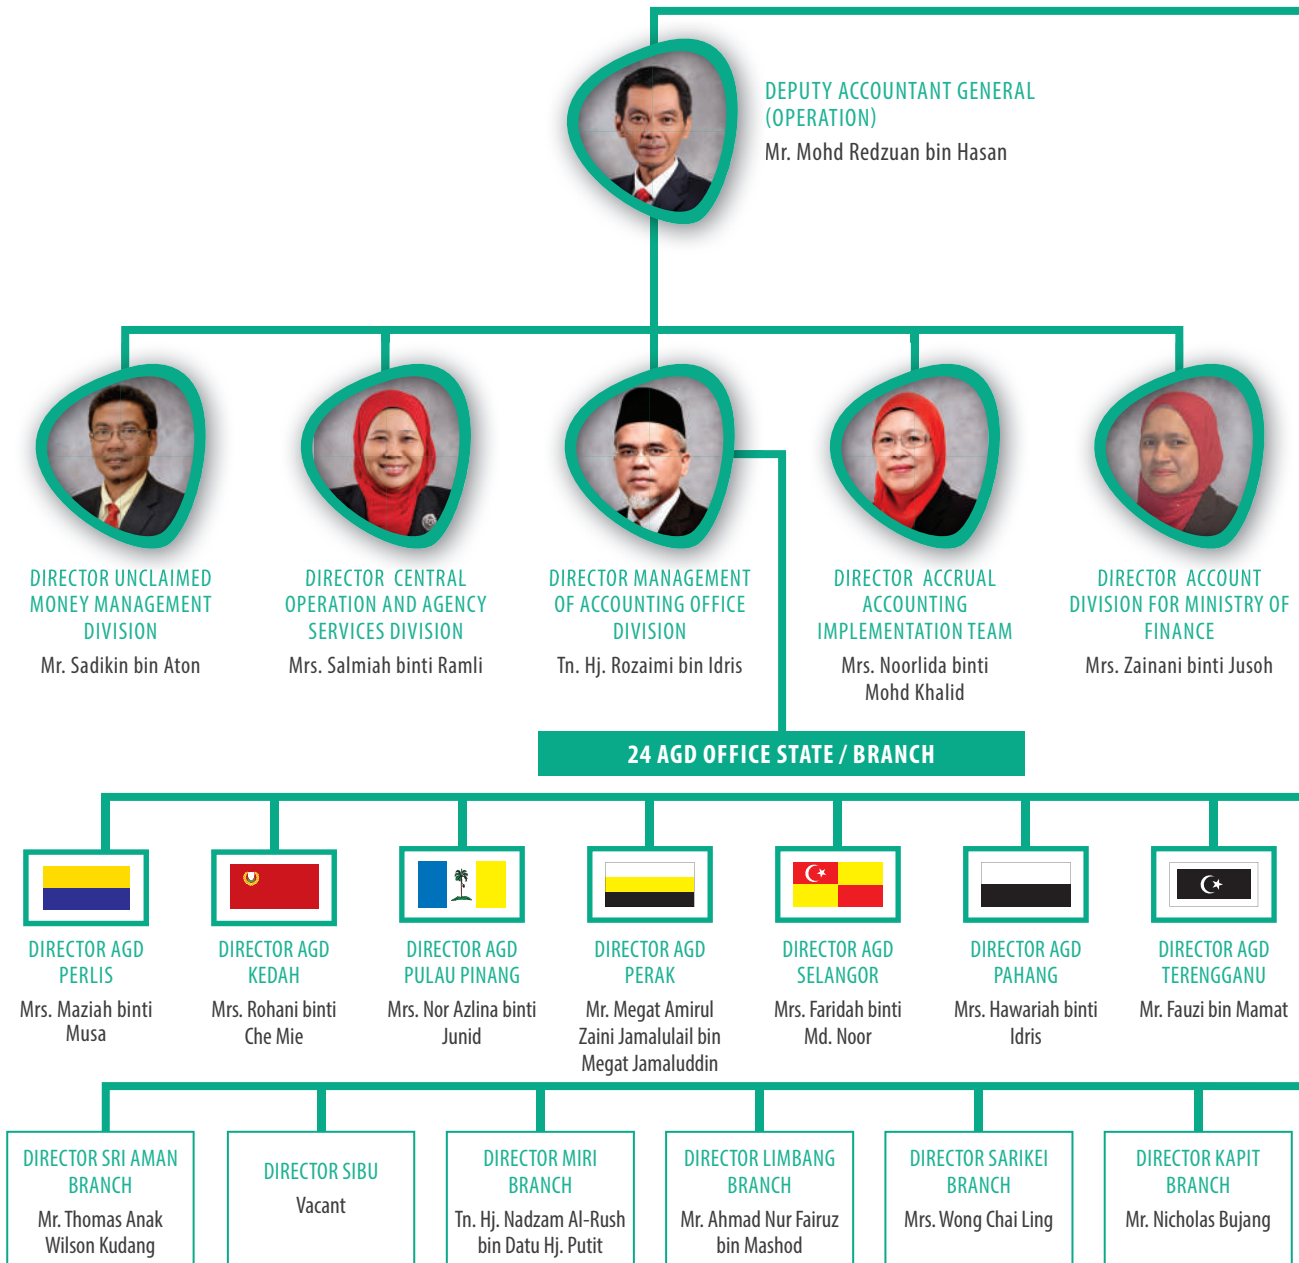 DEPUTY ACCOUNTANT GENERAL
(OPERATION)
Mr. Mohd Redzuan bin Hasan
DIRECTOR UNCLAIMED
MONEY MANAGEMENT
DIVISION
Mr. Sadikin bin Aton
DIRECTOR CENTRAL
OPERATION AND AGENCY
SERVICES DIVISION
Mrs. Salmiah binti Ramli
DIRECTOR MANAGEMENT
OF ACCOUNTING OFFICE
DIVISION
Tn. Hj. Rozaimi bin Idris
DIRECTOR ACCRUAL
ACCOUNTING
IMPLEMENTATION TEAM
Mrs. Noorlida binti
Mohd Khalid
DIRECTOR ACCOUNT
DIVISION FOR MINISTRY OF
FINANCE
Mrs. Zainani binti Jusoh
24 AGD OFFICE STATE / BRANCH
DIRECTOR AGD
PERLIS
Mrs. Maziah binti
Musa
DIRECTOR AGD
KEDAH
Mrs. Rohani binti
Che Mie
DIRECTOR AGD
PULAU PINANG
Mrs. Nor Azlina binti
Junid
DIRECTOR AGD
PERAK
Mr. Megat Amirul
Zaini Jamalulail bin
Megat Jamaluddin
DIRECTOR AGD
SELANGOR
Mrs. Faridah binti
Md. Noor
DIRECTOR AGD
PAHANG
Mrs. Hawariah binti
Idris
DIRECTOR AGD
TERENGGANU
Mr. Fauzi bin Mamat
DIRECTOR SRI AMAN
BRANCH
Mr. Thomas Anak
Wilson Kudang
DIRECTOR SIBU
Vacant
DIRECTOR MIRI
BRANCH
Tn. Hj. Nadzam Al-Rush
bin Datu Hj. Putit
DIRECTOR LIMBANG
BRANCH
Mr. Ahmad Nur Fairuz
bin Mashod
DIRECTOR SARIKEI
BRANCH
Mrs. Wong Chai Ling
DIRECTOR KAPIT
BRANCH
Mr. Nicholas Bujang